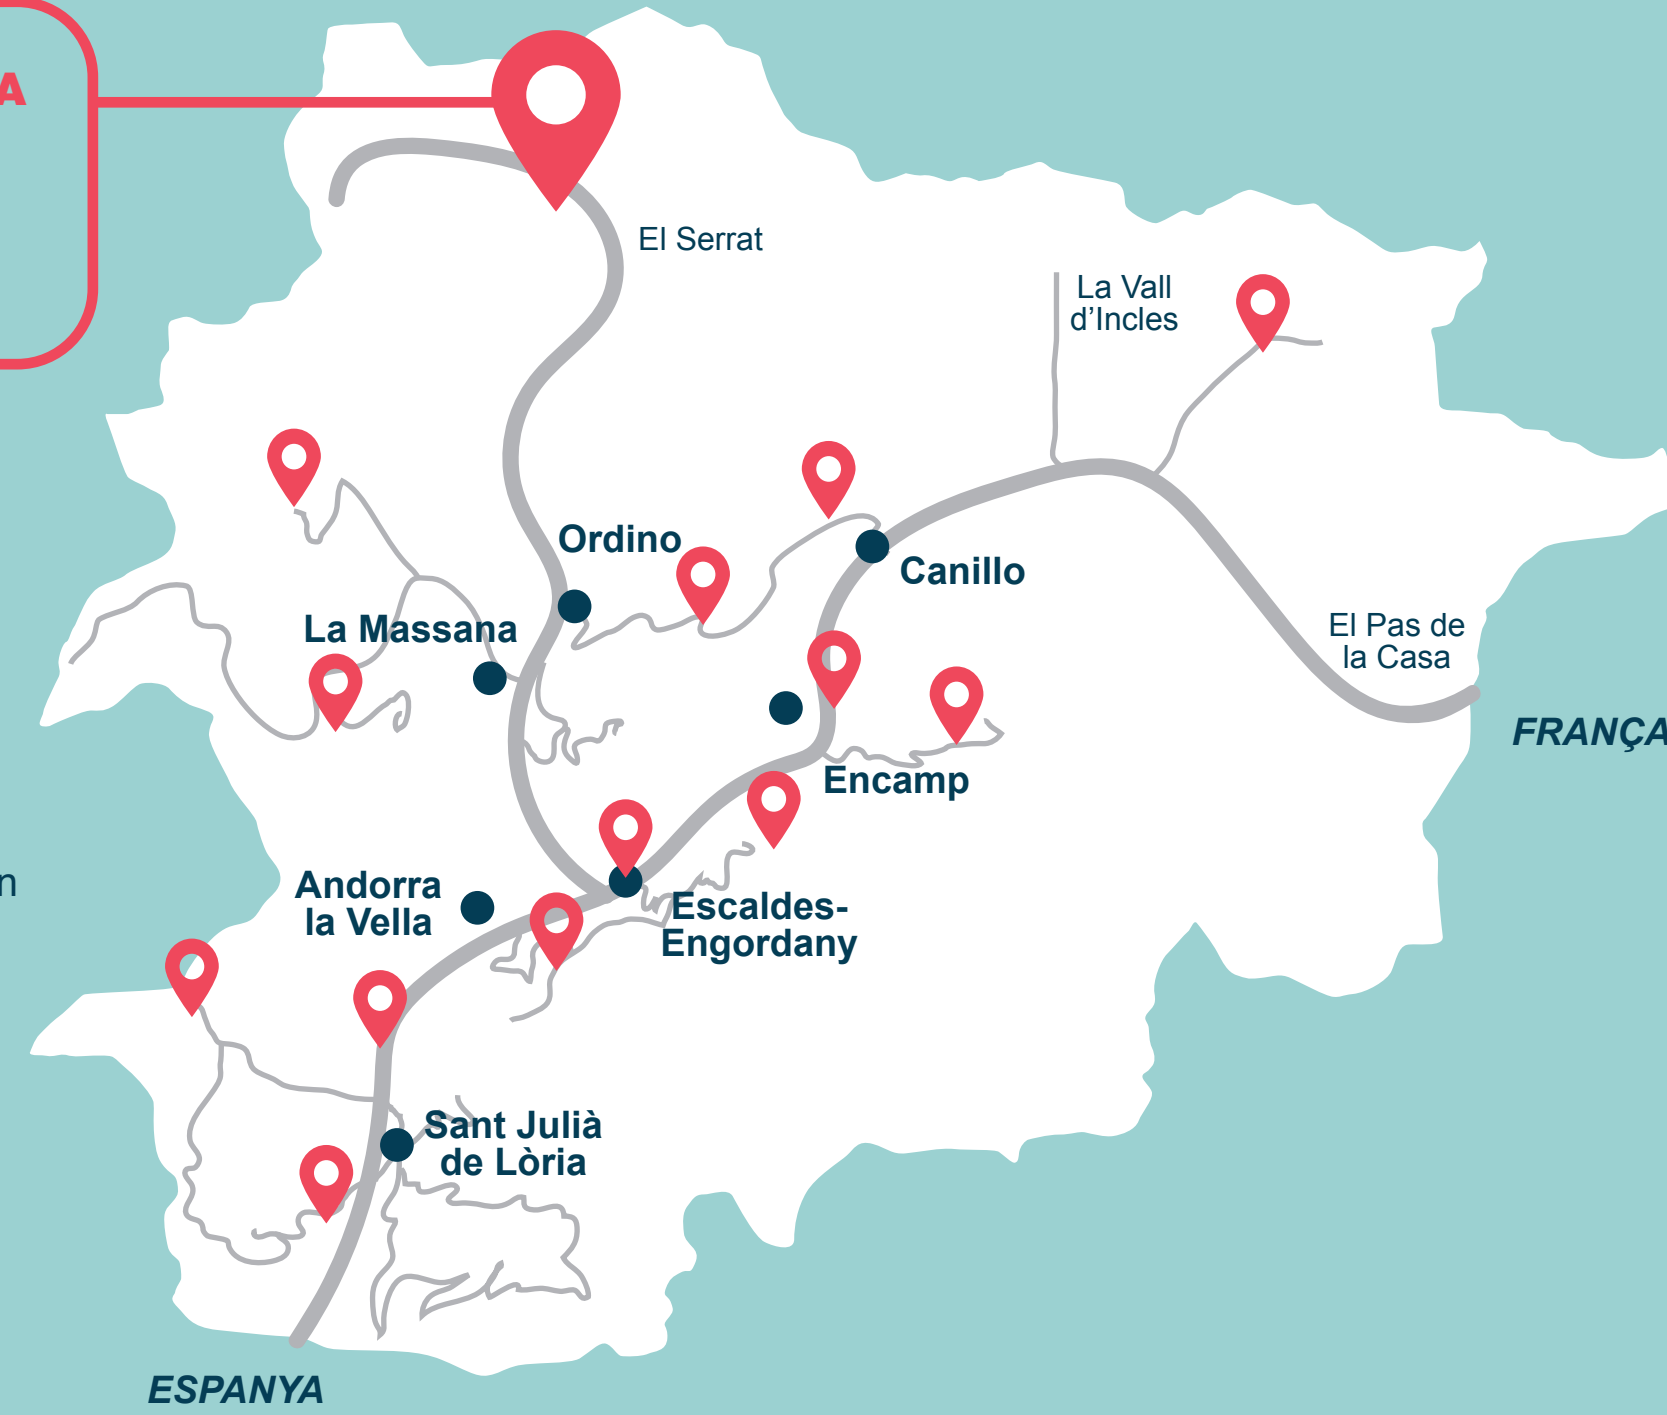 A
El Serrat
La Vall
d'Incles
Ordino
Canillo
La Massana
El Pas de
la Casa
FRANÇA
Encamp
Andorra
la Vella
n
Escaldes-
Engordany
Sant Julià
de Lòria
ESPANYA